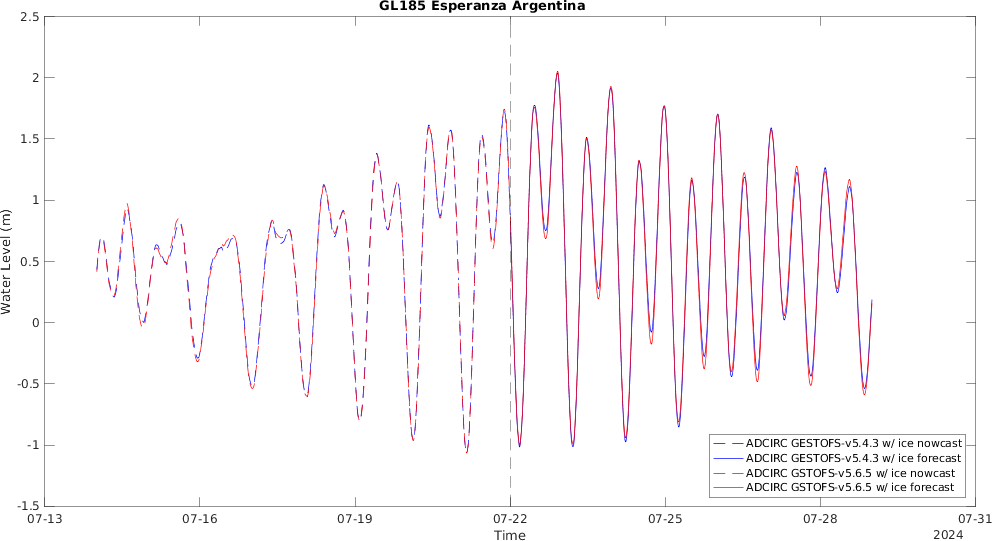 GL185 Esperanza Argentina
2.5
2
1.5
1
0.5
0
-0.5
-1
-1.5
Water Level (m)
07-13 07-16 07-19 07-22 07-25 07-28 07-31
Time
2024
ADCIRC GESTOFS-v5.4.3 w/ ice nowcast
ADCIRC GESTOFS-v5.4.3 w/ ice forecast
ADCIRC GSTOFS-v5.6.5 w/ ice nowcast
ADCIRC GSTOFS-v5.6.5 w/ ice forecast